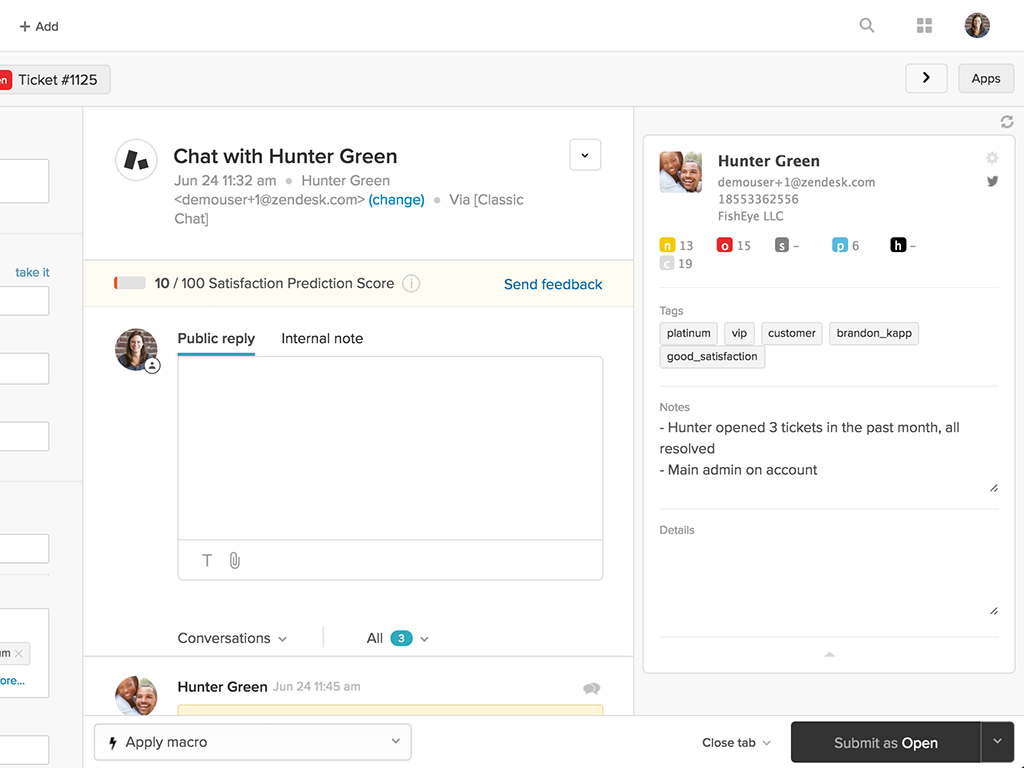 + Add
en Ticket #1125
Apps
take it
um ×
ore...
Chat with Hunter Green
Jun 24 11:32 am • Hunter Green
<demouser+1@zendesk.com> (change) • Via [Classic
Chat]
10 / 100 Satisfaction Prediction Score i
Send feedback
Public reply Internal note
T
Conversations All 3
Hunter Green Jun 24 11:45 am
Hunter Green
demouser+1@zendesk.com
18553362556
FishEye LLC
n 13 o 15 s – p 6 h –
c 19
Tags
platinum vip customer brandon_kapp
good_satisfaction
Notes
- Hunter opened 3 tickets in the past month, all
resolved
- Main admin on account
Details
Apply macro
Close tab
Submit as Open